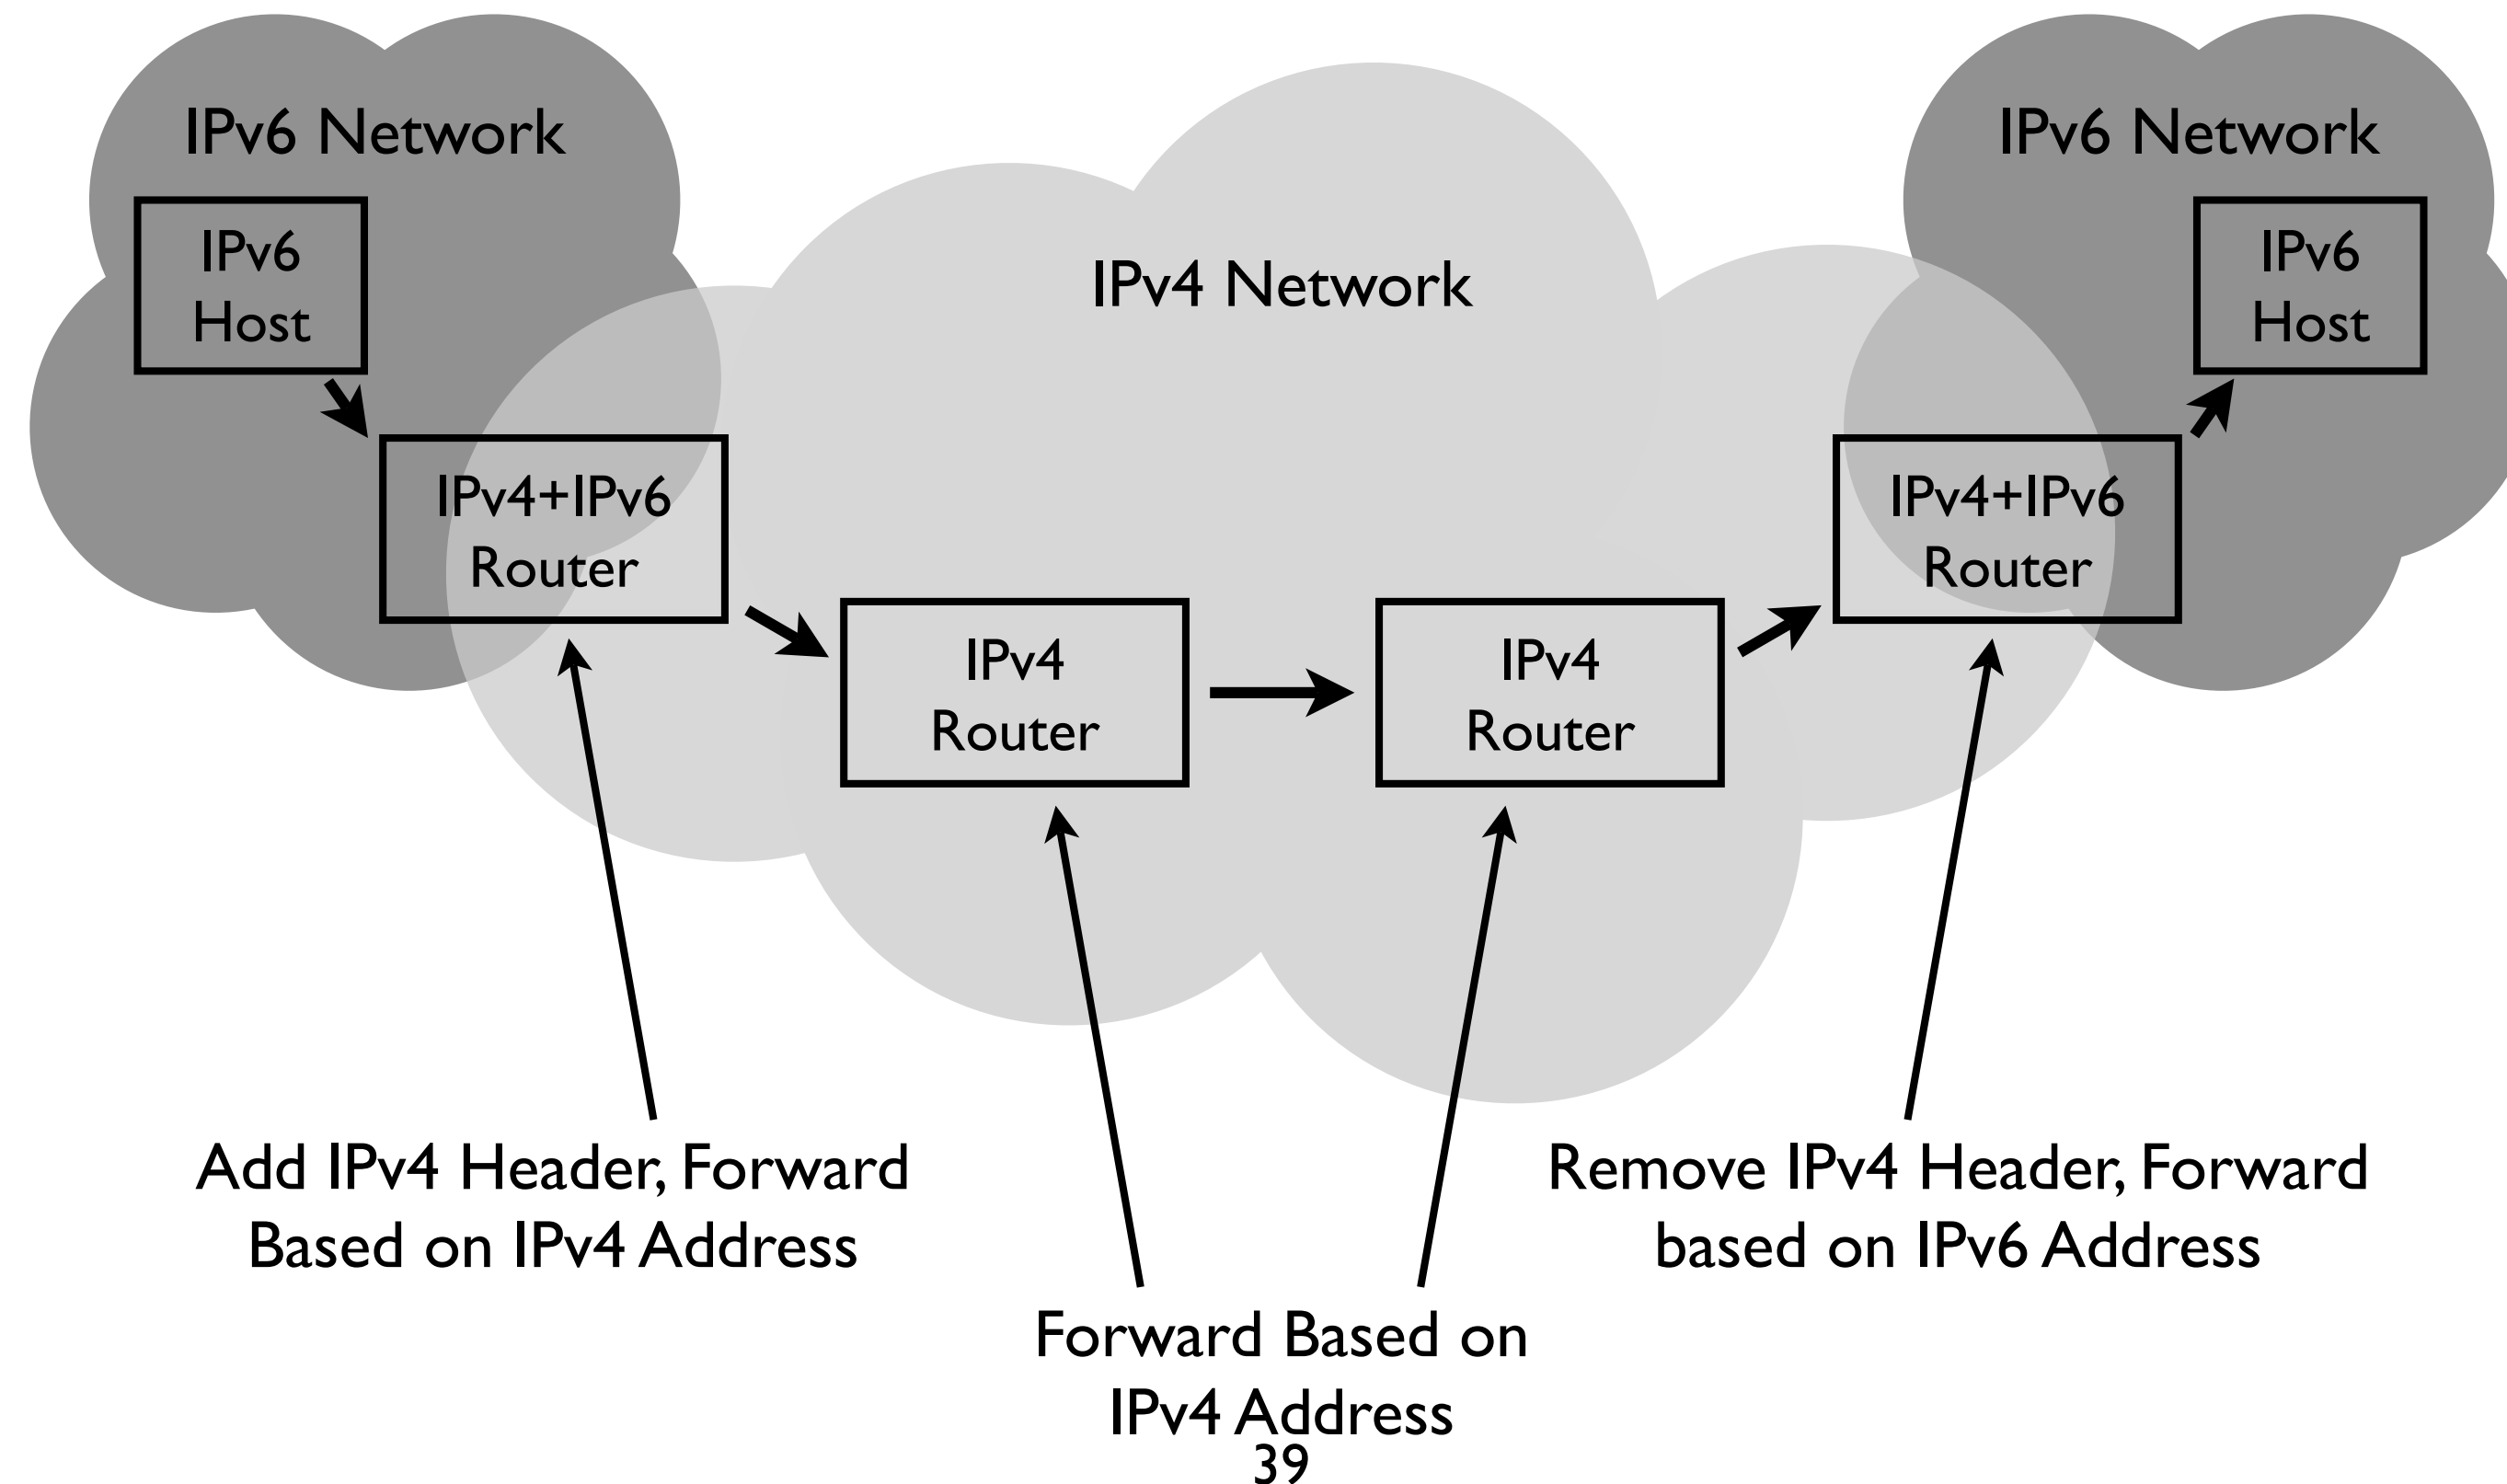 IPv6 Network
IPv6
Host
IPv4+IPv6
Router
IPv4 Network
IPv4
Router
IPv4
Router
IPv6 Network
IPv6
Host
IPv4+IPv6
Router
Add IPv4 Header, Forward
Based on IPv4 Address
Forward Based on
IPv4 Address
Remove IPv4 Header, Forward
based on IPv6 Address
39